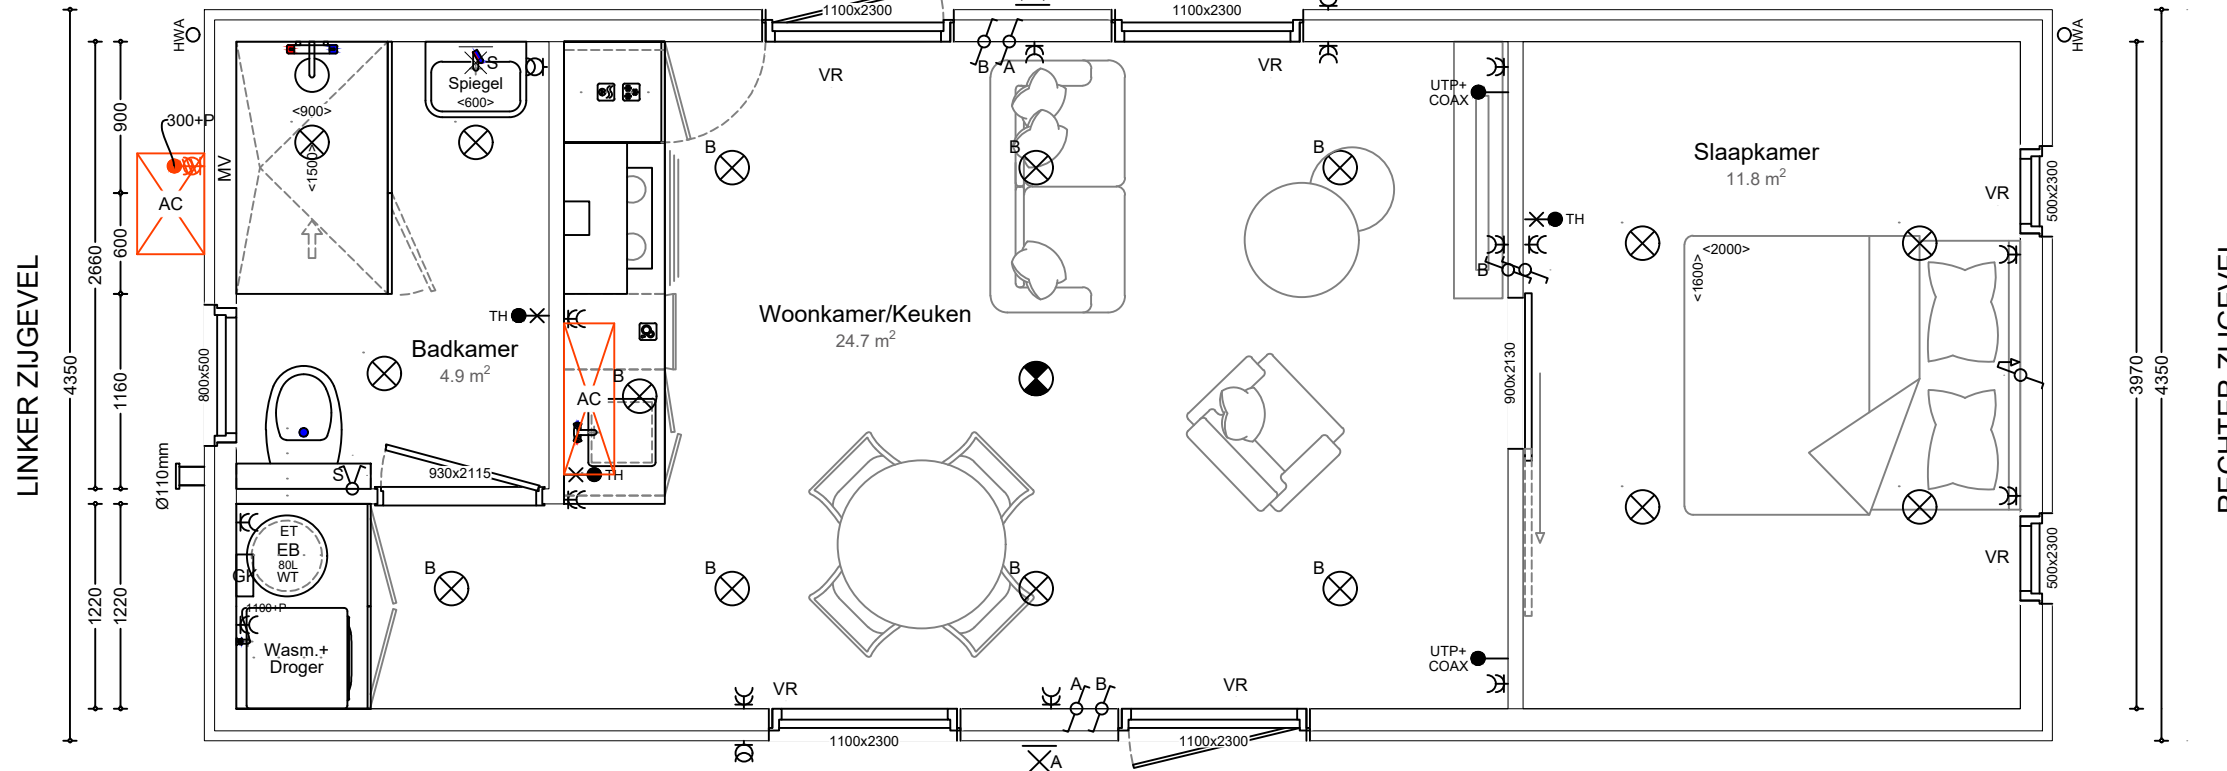 1100x2300
1100x2300
HWA
HWA
B
A
VR
VR
S
Spiegel
<600>
<900>
<1500>
300+P
MV
AC
900
600
2660
1160
4350
1220
1220
LINKER ZIJGEVEL
UTP+
COAX
B
B
B
Slaapkamer
11.8 m²
VR
500x2300
TH
<2000>
<1600>
B
Woonkamer/Keuken
24.7 m²
TH
Badkamer
4.9 m²
800x500
B
AC
TH
900x2130
3970
4350
Ø110mm
S
930x2115
ET
EB
80L
WT
GK
1100+P
Wasm.+
Droger
B
B
B
B
VR
500x2300
UTP+
COAX
VR
A
B
VR
1100x2300
1100x2300
A